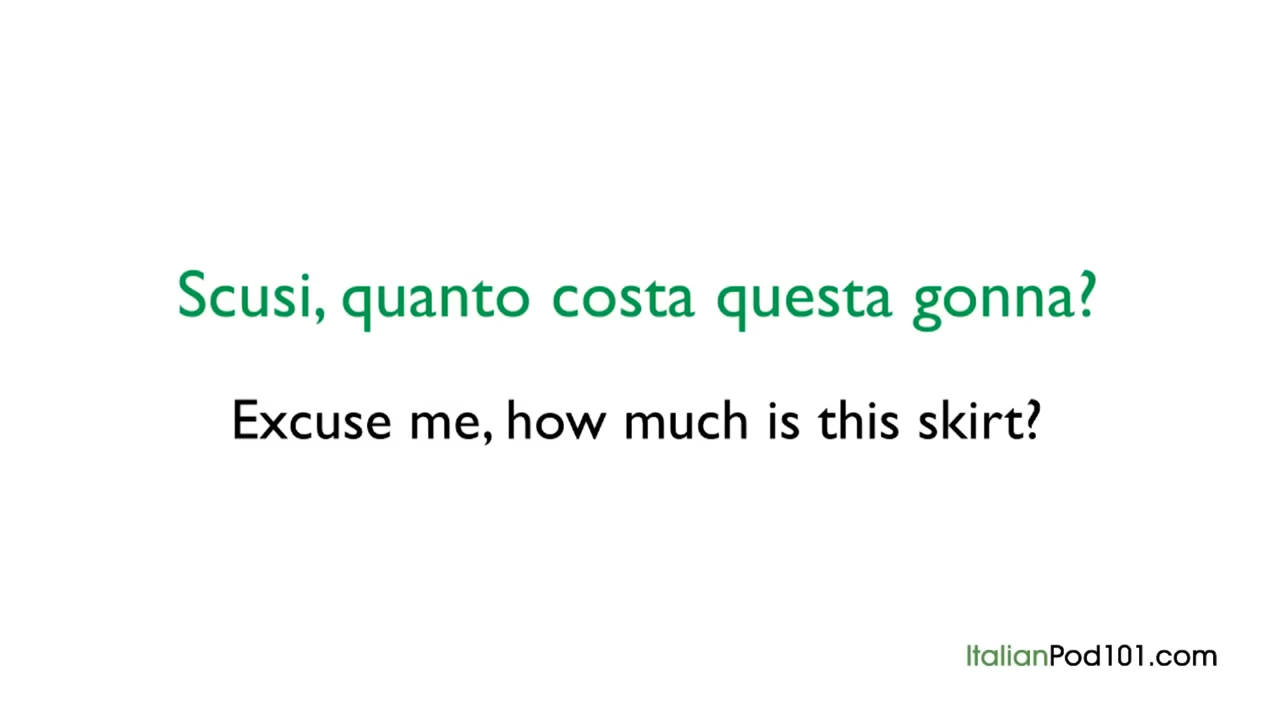 Scusi, quanto costa questa gonna?
Excuse me, how much is this skirt?
ItalianPod101.com